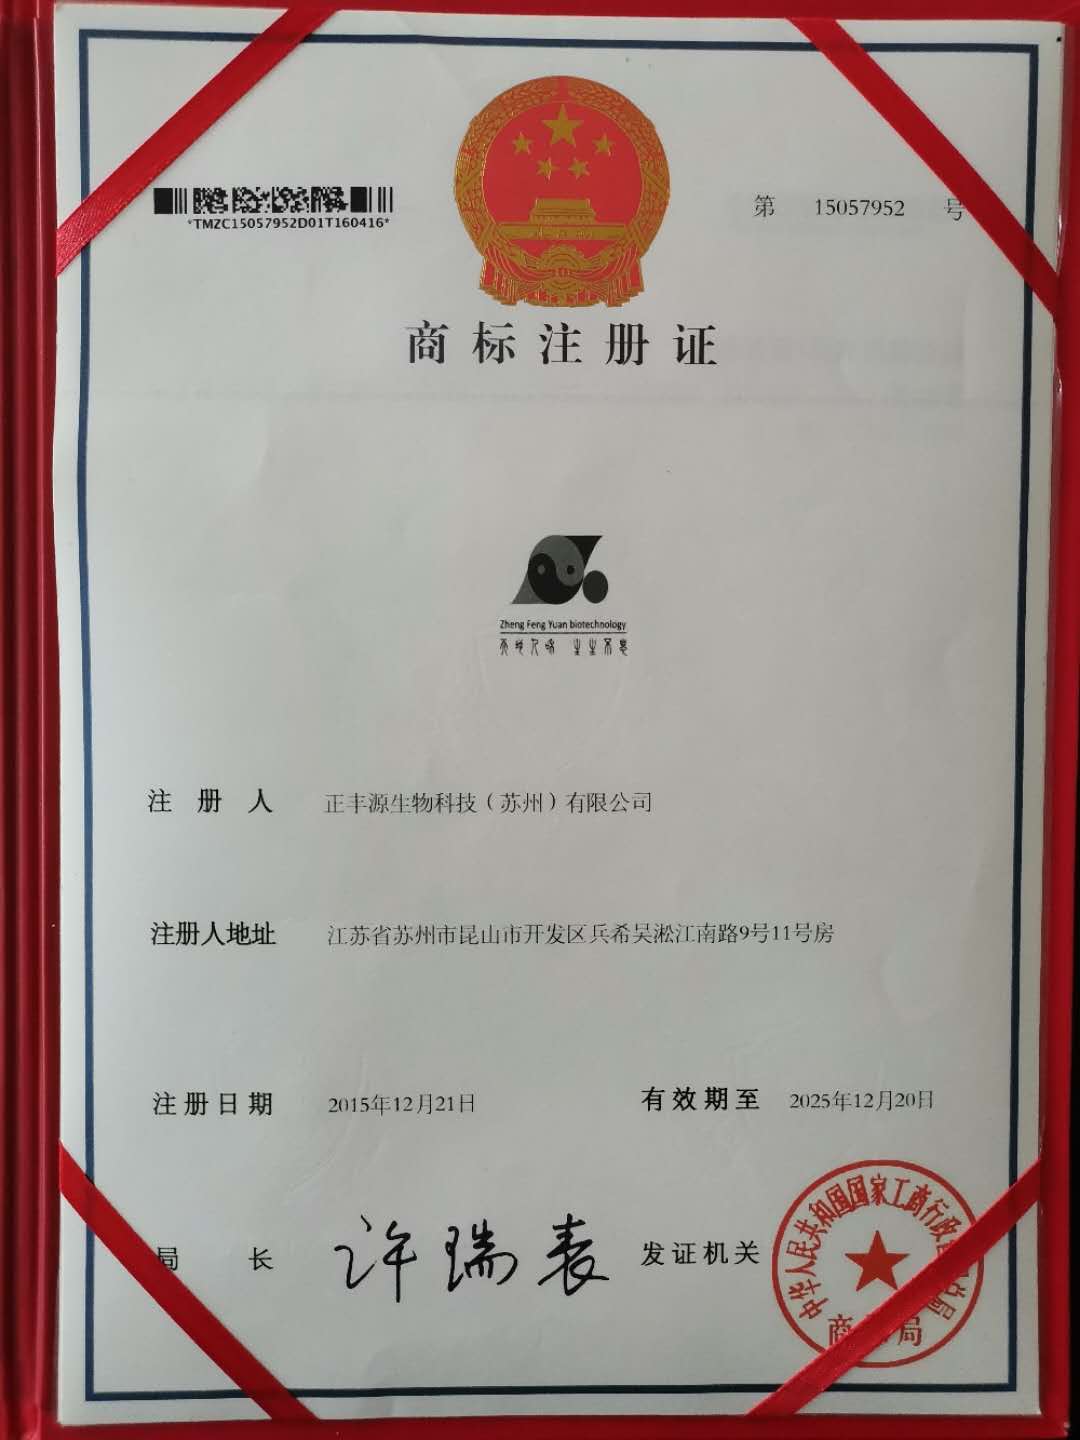 *TMZC15057952D01T160416*
第 15057952 号
商标注册证
Zheng Feng Yuan biotechnology
注册人 正丰源生物科技（苏州）有限公司
注册人地址 江苏省苏州市昆山市开发区兵希吴淞江南路9号11号房
注册日期 2015年12月21日 有效期至 2025年12月20日
局长 许瑞表 发证机关
中华人民共和国国家工商行政
局
商 局